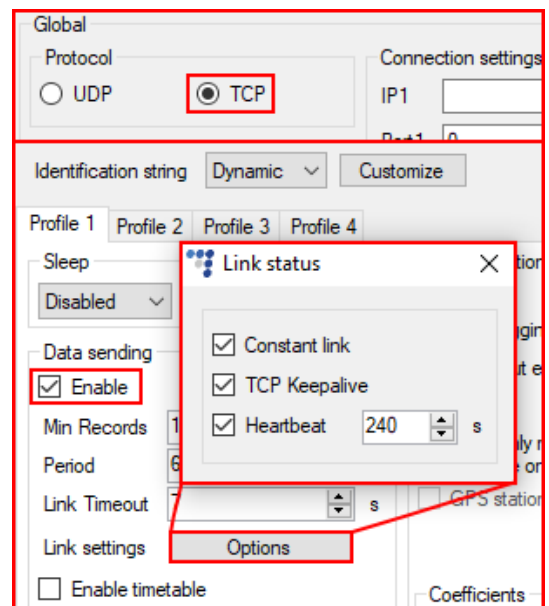 Global
Protocol
UDP
TCP
Connection settings
IP1
0
Identification string
Dynamic
Customize
Profile 1
Profile 2
Profile 3
Profile 4
Sleep
Disabled
Link status
Constant link
TCP Keepalive
Heartbeat
240
s
Data sending
Enable
Min Records
1
Period
6
Link Timeout
s
GPS station
Link settings
Options
Enable timetable
Coefficients